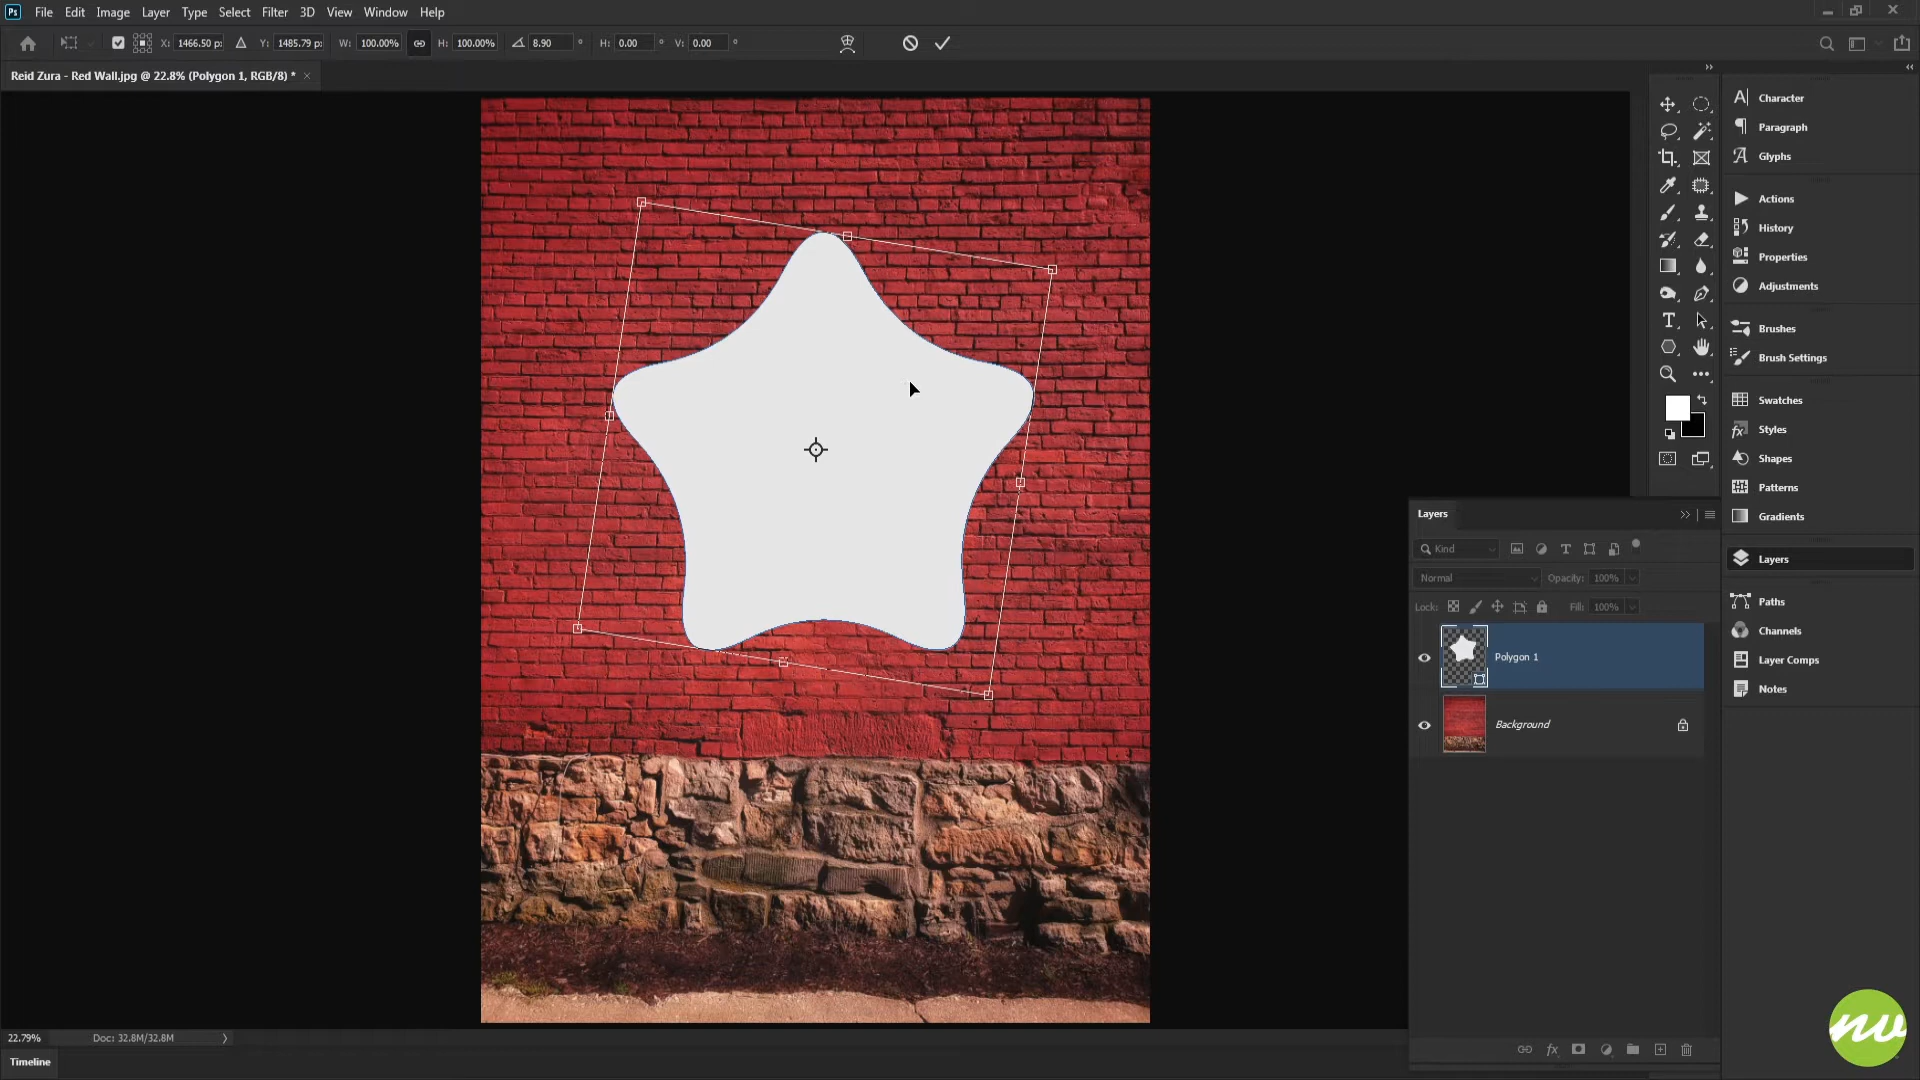 Ps File Edit Image Layer Type Select Filter 3D View Window Help
X: 1466.50 px Y: 1485.79 px W: 100.00% H: 100.00% 8.90 ° H: 0.00 ° V: 0.00 °
Reid Zura - Red Wall.jpg @ 22.8% (Polygon 1, RGB/8) * ×
Character
Paragraph
Glyphs
Actions
History
Properties
Adjustments
Brushes
Brush Settings
Swatches
Styles
Shapes
Patterns
Gradients
Layers
Paths
Channels
Layer Comps
Notes
Layers
Kind
Normal Opacity: 100%
Lock: Fill: 100%
Polygon 1
Background
22.79% Doc: 32.8M/32.8M
Timeline
nv